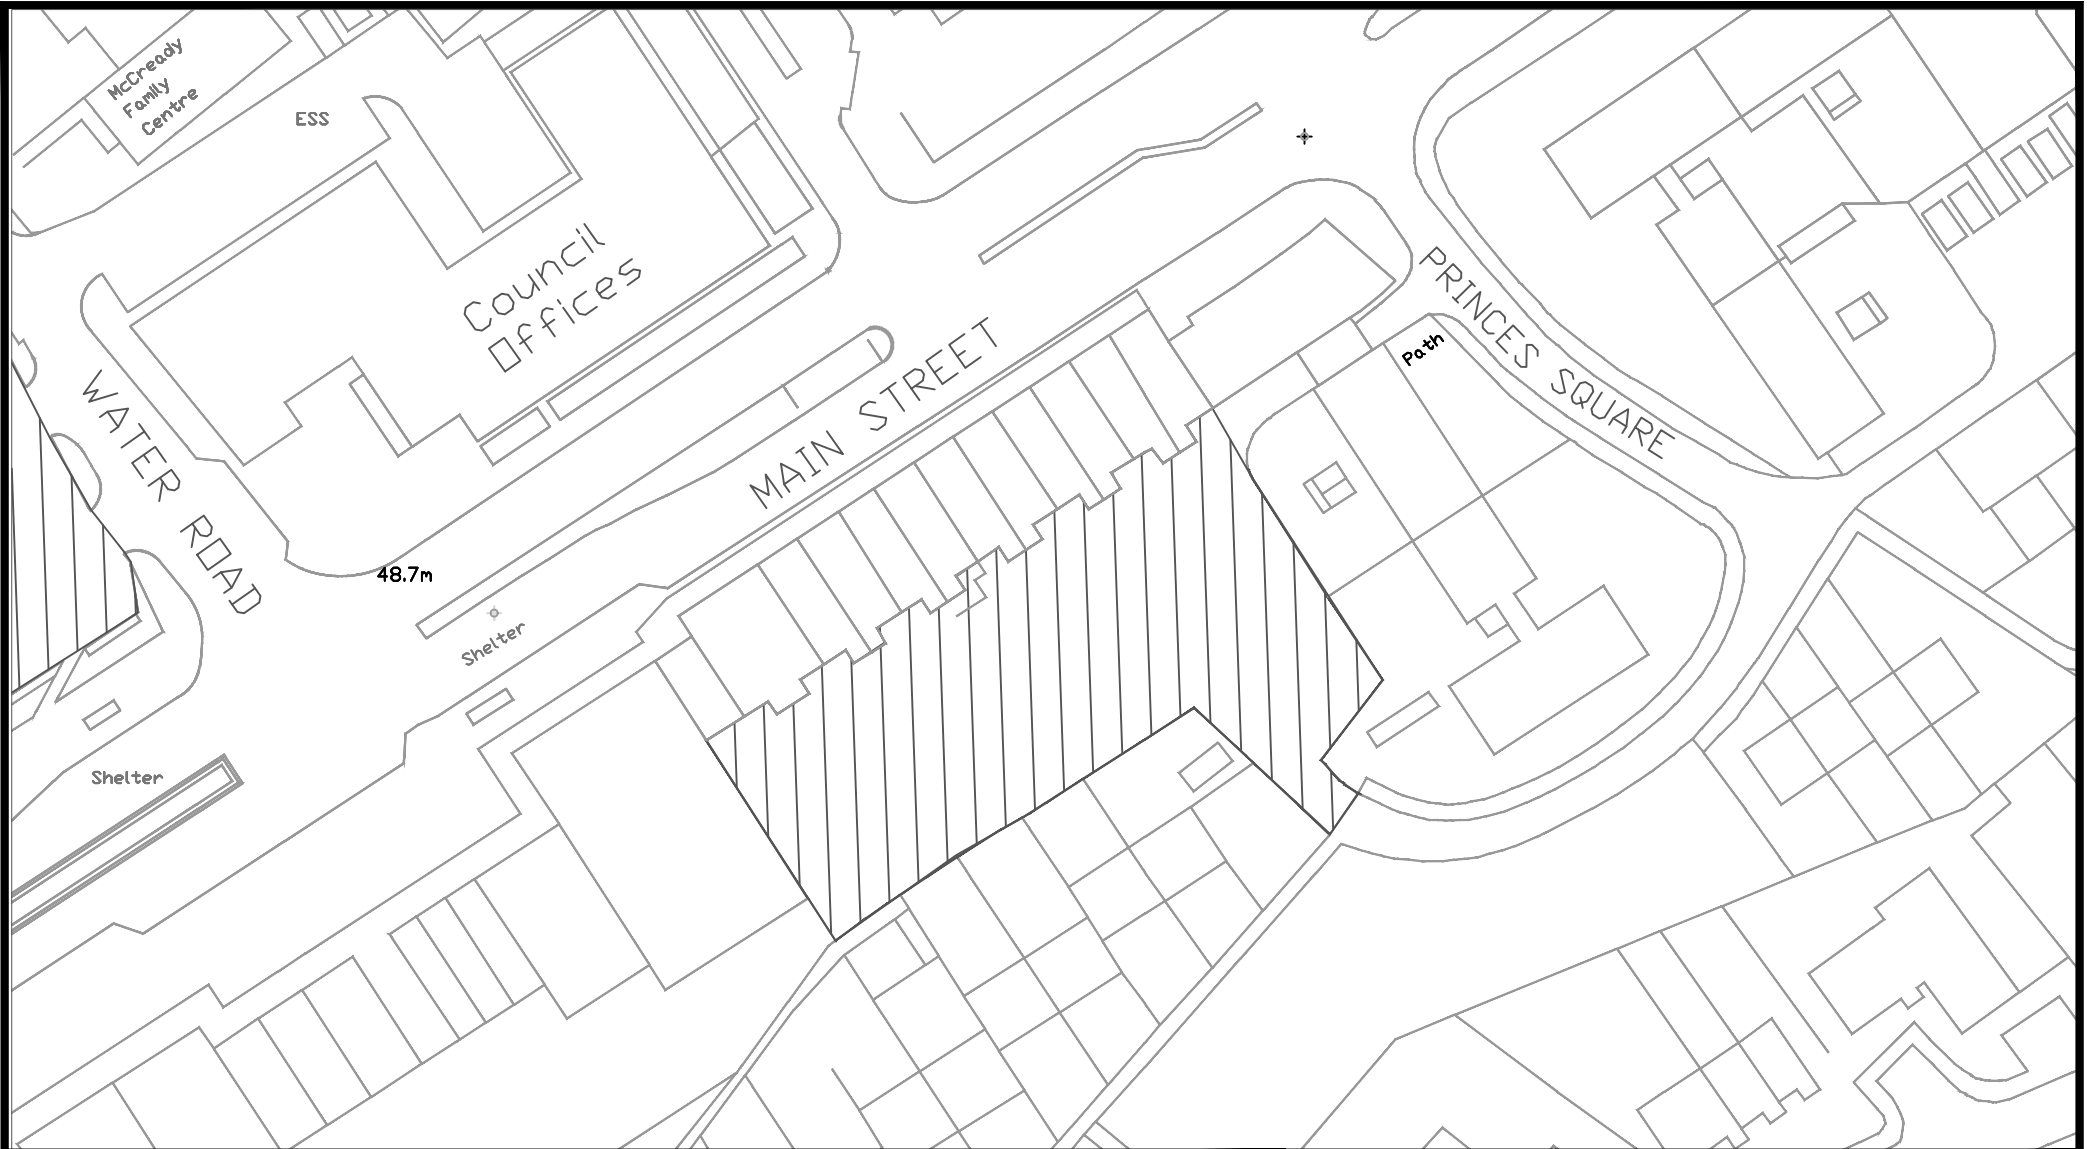 McCready
Family
Centre
ESS
Council
Offices
PRINCES SQUARE
Path
MAIN STREET
WATER ROAD
48.7m
Shelter
Shelter